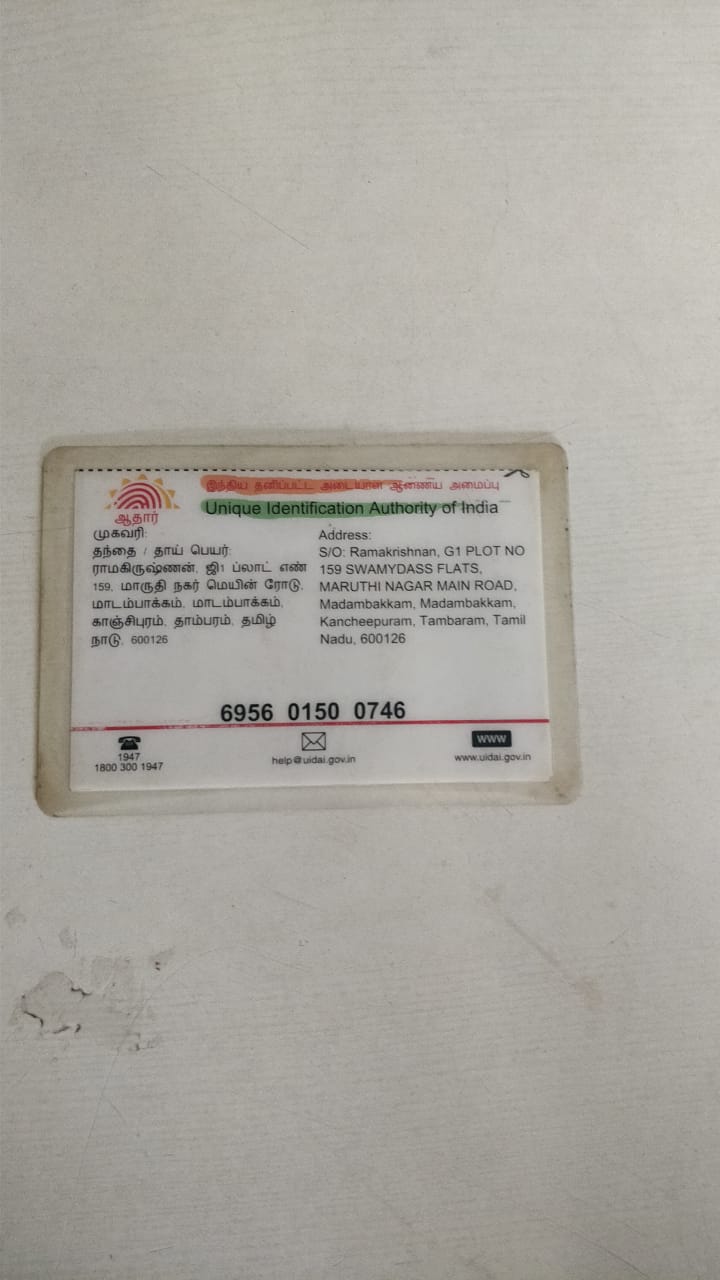 இந்திய தனிப்பட்ட அடையாள ஆணைய அமைப்பு
Unique Identification Authority of India
ஆதார்
முகவரி:
தந்தை / தாய் பெயர்:
ராமகிருஷ்ணன், ஜி1 ப்லாட் எண்
159, மாருதி நகர் மெயின் ரோடு,
மாடம்பாக்கம், மாடம்பாக்கம்,
காஞ்சிபுரம், தாம்பரம், தமிழ்
நாடு, 600126
Address:
S/O: Ramakrishnan, G1 PLOT NO
159 SWAMYDASS FLATS,
MARUTHI NAGAR MAIN ROAD,
Madambakkam, Madambakkam,
Kancheepuram, Tambaram, Tamil
Nadu, 600126
6956 0150 0746
1947
1800 300 1947
help@uidai.gov.in
WWW
www.uidai.gov.in